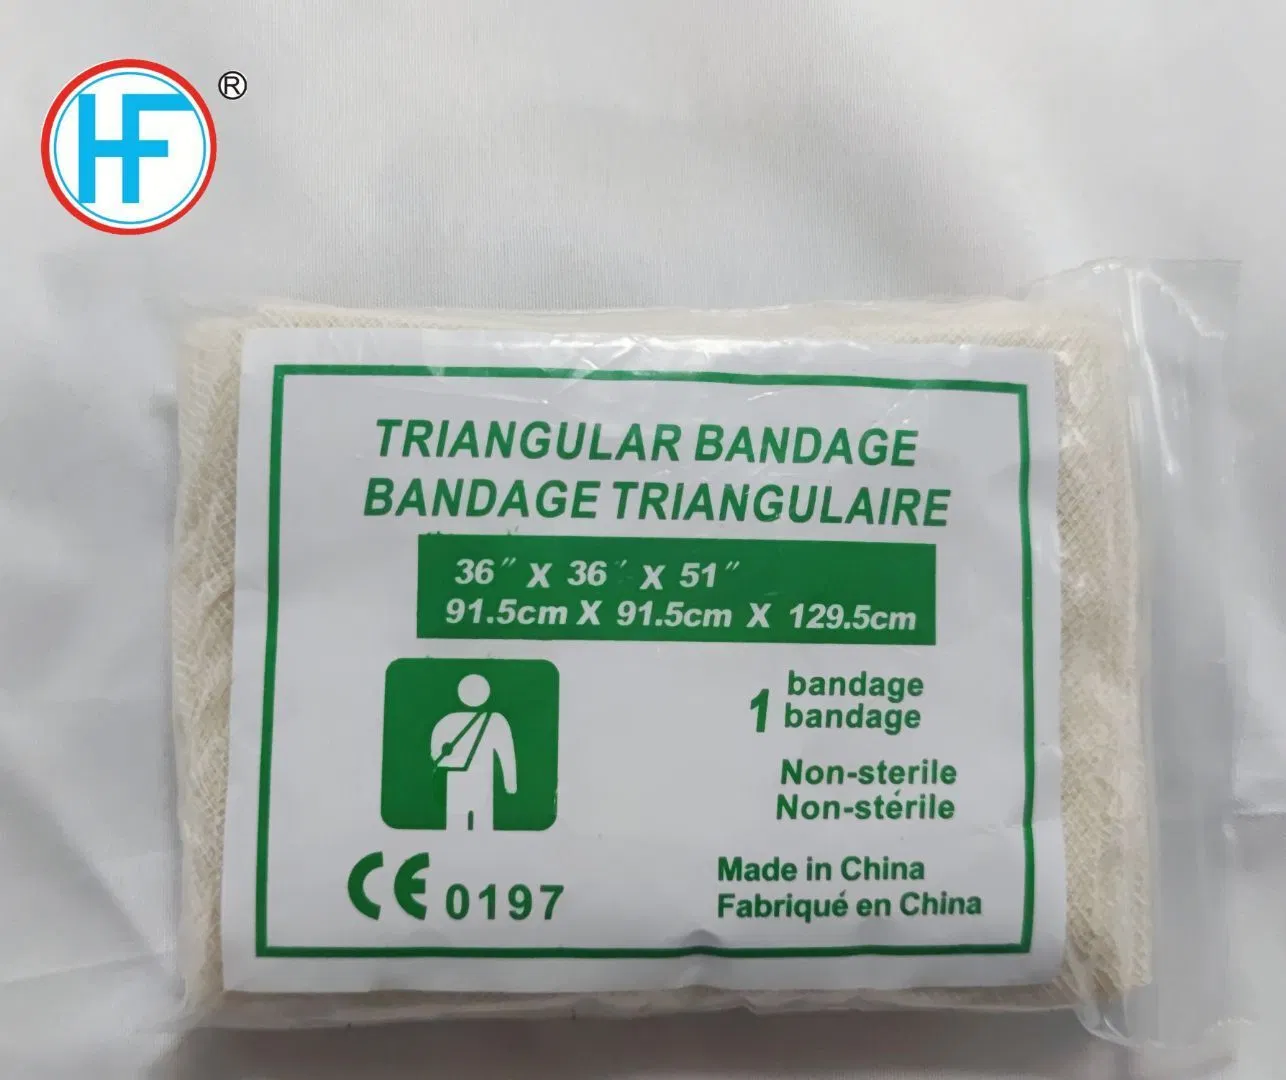 HF®
TRIANGULAR BANDAGE
BANDAGE TRIANGULAIRE
36" X 36" X 51"
91.5cm X 91.5cm X 129.5cm
1 bandage
bandage
Non-sterile
Non-stérile
CE 0197
Made in China
Fabriqué en China